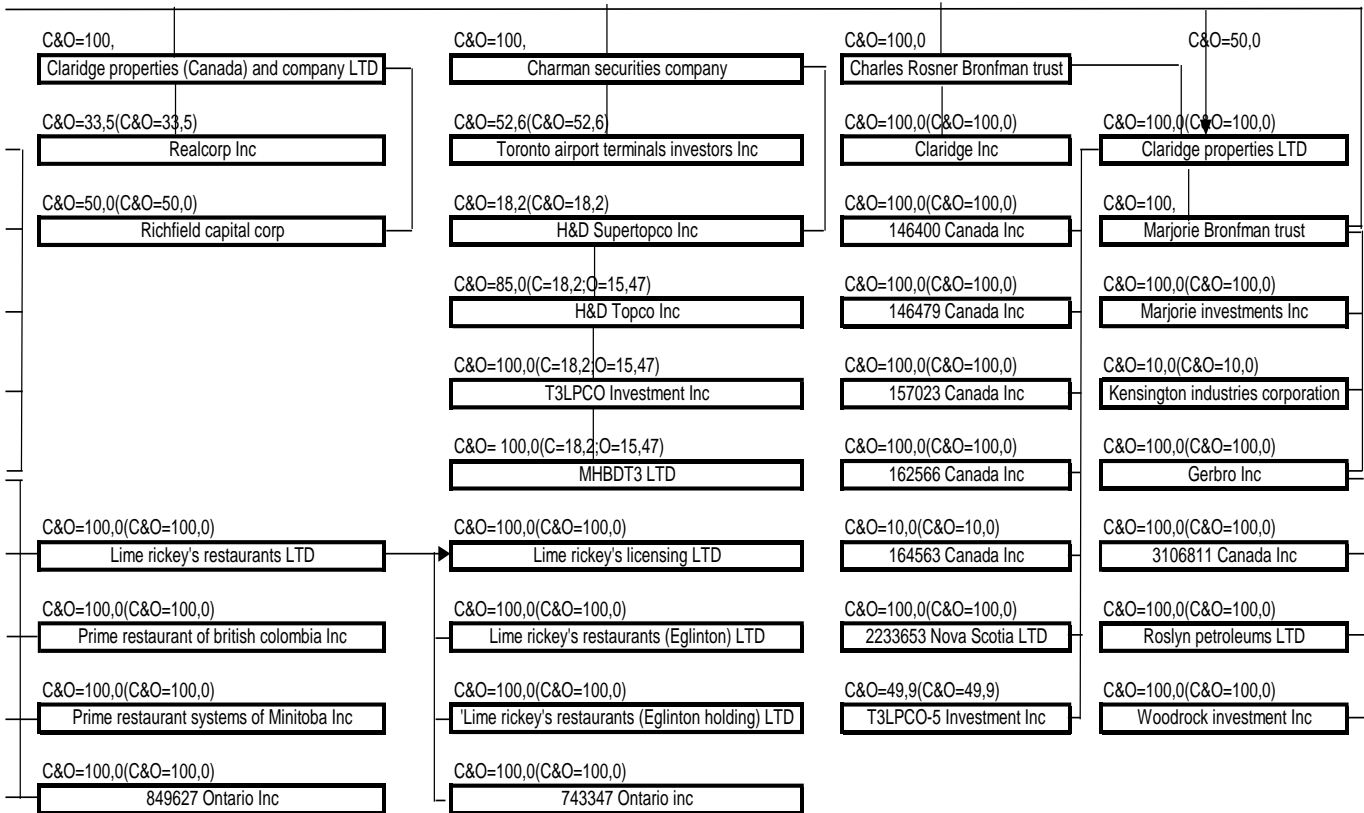 C&O=100,
C&O=100,
C&O=100,0
C&O=50,0
Claridge properties (Canada) and company LTD
Charman securities company
Charles Rosner Bronfman trust
C&O=33,5(C&O=33,5)
C&O=52,6(C&O=52,6)
C&O=100,0(C&O=100,0)
C&O=100,0(C&O=100,0)
Realcorp Inc
Toronto airport terminals investors Inc
Claridge Inc
Claridge properties LTD
C&O=50,0(C&O=50,0)
C&O=18,2(C&O=18,2)
C&O=100,0(C&O=100,0)
C&O=100,
Richfield capital corp
H&D Supertopco Inc
146400 Canada Inc
Marjorie Bronfman trust
C&O=85,0(C=18,2;O=15,47)
C&O=100,0(C&O=100,0)
C&O=100,0(C&O=100,0)
H&D Topco Inc
146479 Canada Inc
Marjorie investments Inc
C&O=100,0(C=18,2;O=15,47)
C&O=100,0(C&O=100,0)
C&O=10,0(C&O=10,0)
T3LPCO Investment Inc
157023 Canada Inc
Kensington industries corporation
C&O= 100,0(C=18,2;O=15,47)
C&O=100,0(C&O=100,0)
C&O=100,0(C&O=100,0)
MHBDT3 LTD
162566 Canada Inc
Gerbro Inc
C&O=100,0(C&O=100,0)
C&O=100,0(C&O=100,0)
C&O=10,0(C&O=10,0)
C&O=100,0(C&O=100,0)
Lime rickey's restaurants LTD
Lime rickey's licensing LTD
164563 Canada Inc
3106811 Canada Inc
C&O=100,0(C&O=100,0)
C&O=100,0(C&O=100,0)
C&O=100,0(C&O=100,0)
C&O=100,0(C&O=100,0)
Prime restaurant of british colombia Inc
Lime rickey's restaurants (Eglinton) LTD
2233653 Nova Scotia LTD
Roslyn petroleums LTD
C&O=100,0(C&O=100,0)
C&O=100,0(C&O=100,0)
C&O=49,9(C&O=49,9)
C&O=100,0(C&O=100,0)
Prime restaurant systems of Minitoba Inc
'Lime rickey's restaurants (Eglinton holding) LTD
T3LPCO-5 Investment Inc
Woodrock investment Inc
C&O=100,0(C&O=100,0)
C&O=100,0(C&O=100,0)
849627 Ontario Inc
743347 Ontario inc